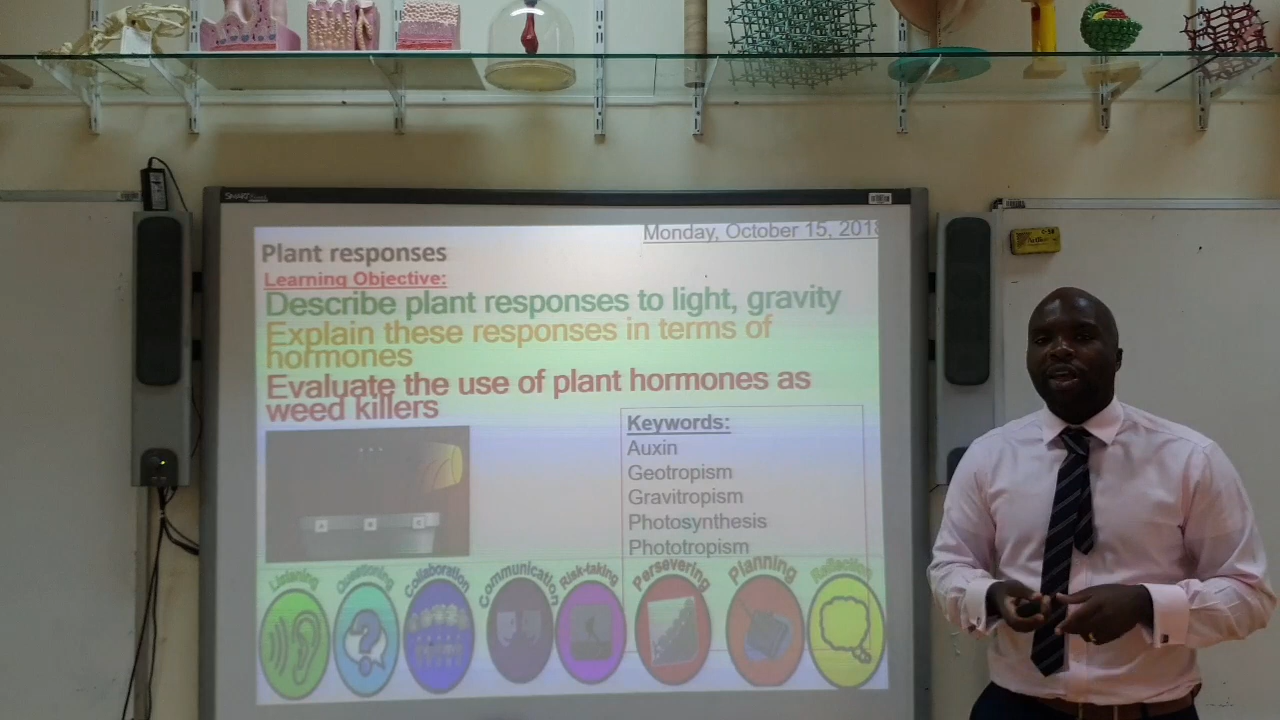 SMART
Monday, October 15, 2018
Plant responses
Learning Objective:
Describe plant responses to light, gravity
Explain these responses in terms of
hormones
Evaluate the use of plant hormones as
weed killers
Keywords:
Auxin
Geotropism
Gravitropism
Photosynthesis
Phototropism
Listening
Questioning
Collaboration
Communication
Risk-taking
Persevering
Planning
Reflection